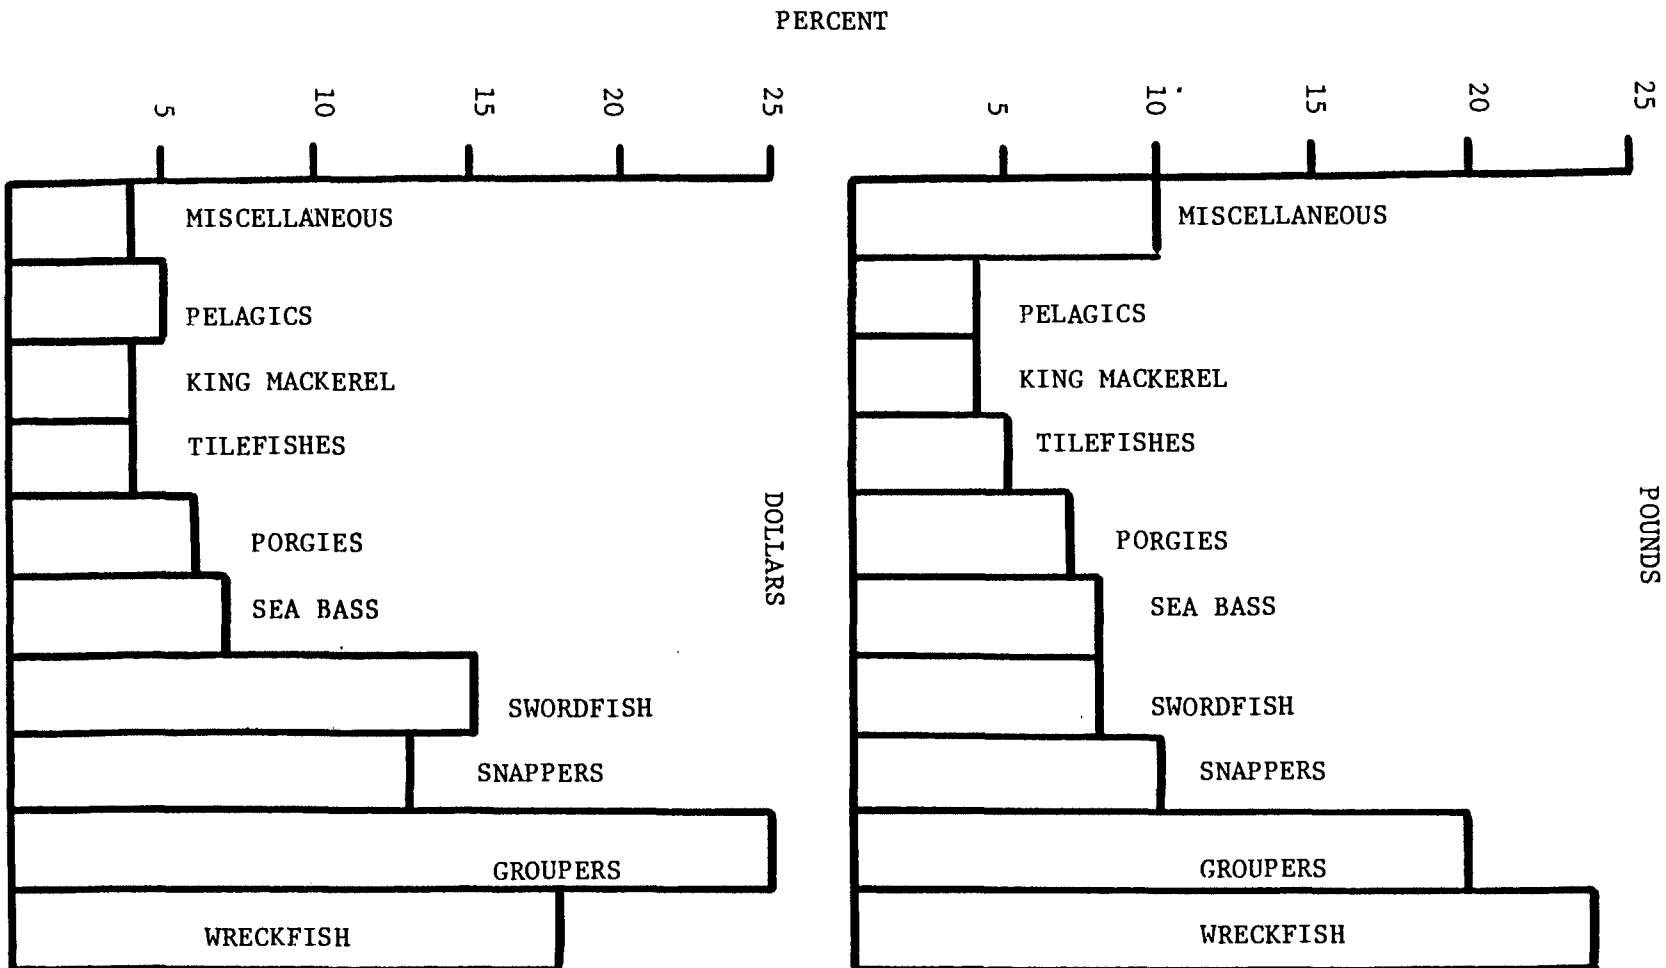 PERCENT
5 10 15 20 25
MISCELLANEOUS
PELAGICS
KING MACKEREL
TILEFISHES
PORGIES
SEA BASS
SWORDFISH
SNAPPERS
GROUPERS
WRECKFISH
DOLLARS
5 10 15 20 25
MISCELLANEOUS
PELAGICS
KING MACKEREL
TILEFISHES
PORGIES
SEA BASS
SWORDFISH
SNAPPERS
GROUPERS
WRECKFISH
POUNDS